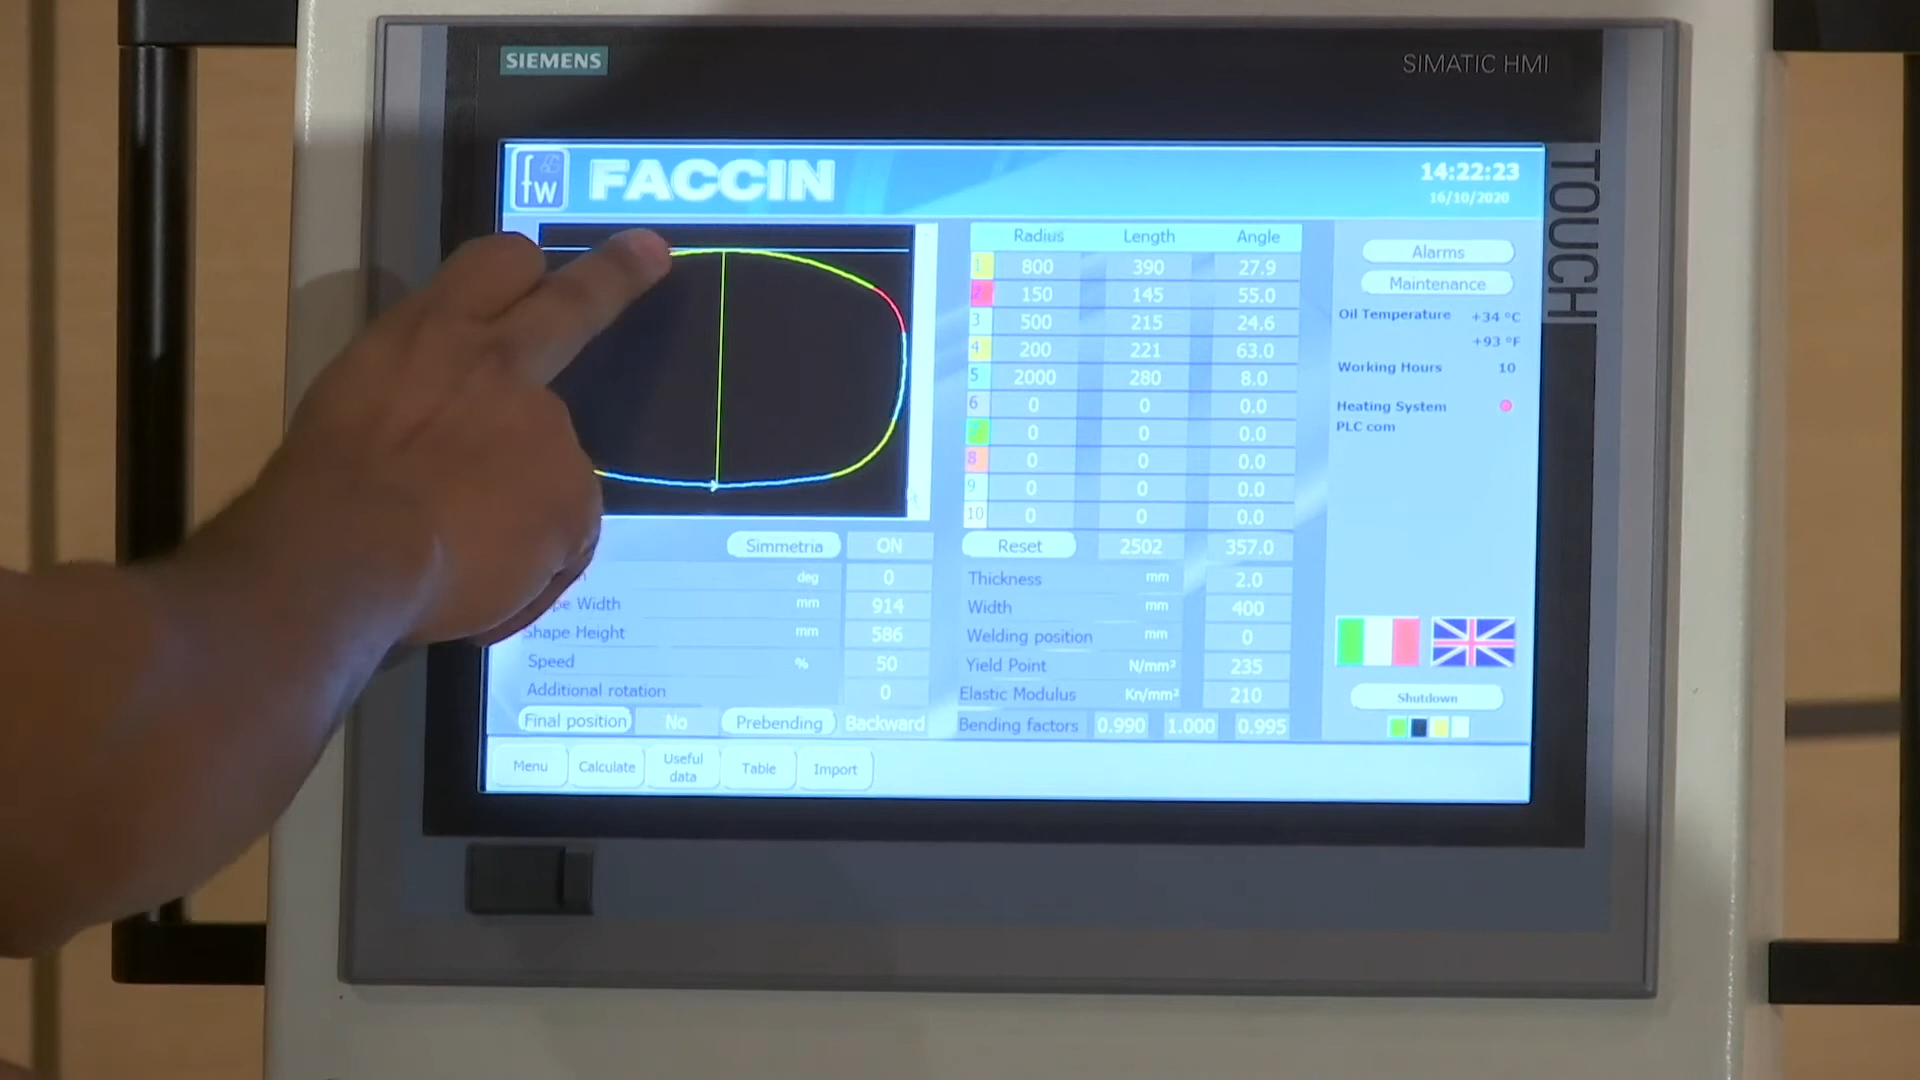 SIEMENS
SIMATIC HMI
TOUCH
fw FACCIN
14:22:23
16/10/2020
Radius Length Angle
1 800 390 27.9
2 150 145 55.0
3 500 215 24.6
4 200 221 63.0
5 2000 280 8.0
6 0 0 0.0
0 0 0.0
8 0 0 0.0
9 0 0 0.0
10 0 0 0.0
Reset 2502 357.0
Simmetria ON
deg 0
Width mm 914
Shape Height mm 586
Speed % 50
Additional rotation 0
Final position No Prebending Backward
Thickness mm 2.0
Width mm 400
Welding position mm 0
Yield Point N/mm² 235
Elastic Modulus Kn/mm² 210
Bending factors 0.990 1.000 0.995
Alarms
Maintenance
Oil Temperature +34 °C
+93 °F
Working Hours 10
Heating System
PLC com
Shutdown
Menu Calculate Useful data Table Import